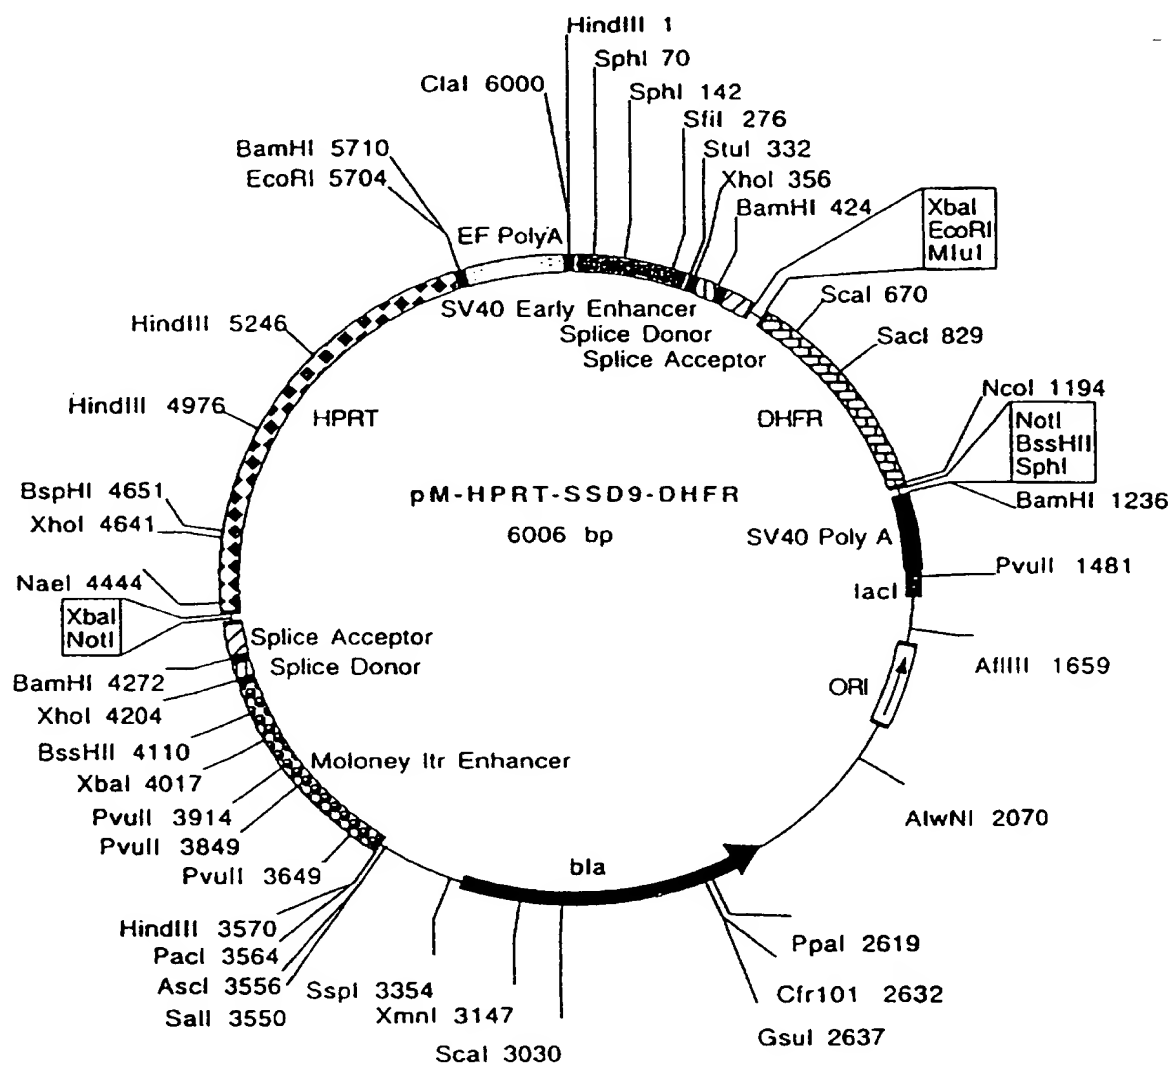 HindIII 1
SphI 70
ClaI 6000
SphI 142
SfiI 276
StuI 332
XhoI 356
BamHI 424
BamHI 5710
EcoRI 5704
XbaI
EcoRI
MluI
EF PolyA
ScaI 670
SacI 829
SV40 Early Enhancer
Splice Donor
Splice Acceptor
HindIII 5246
HindIII 4976
HPRT
DHFR
NcoI 1194
NotI
BssHII
SphI
BamHI 1236
BspHI 4651
XhoI 4641
pM-HPRT-SSD9-DHFR
6006 bp
SV40 Poly A
PvuII 1481
lacI
NaeI 4444
XbaI
NotI
Splice Acceptor
Splice Donor
AflIII 1659
ORI
BamHI 4272
XhoI 4204
BssHII 4110
XbaI 4017
Moloney ltr Enhancer
PvuII 3914
PvuII 3849
PvuII 3649
AlwNI 2070
bla
HindIII 3570
PacI 3564
AscI 3556
SalI 3550
SspI 3354
XmnI 3147
ScaI 3030
PpaI 2619
Cfr101 2632
GsuI 2637